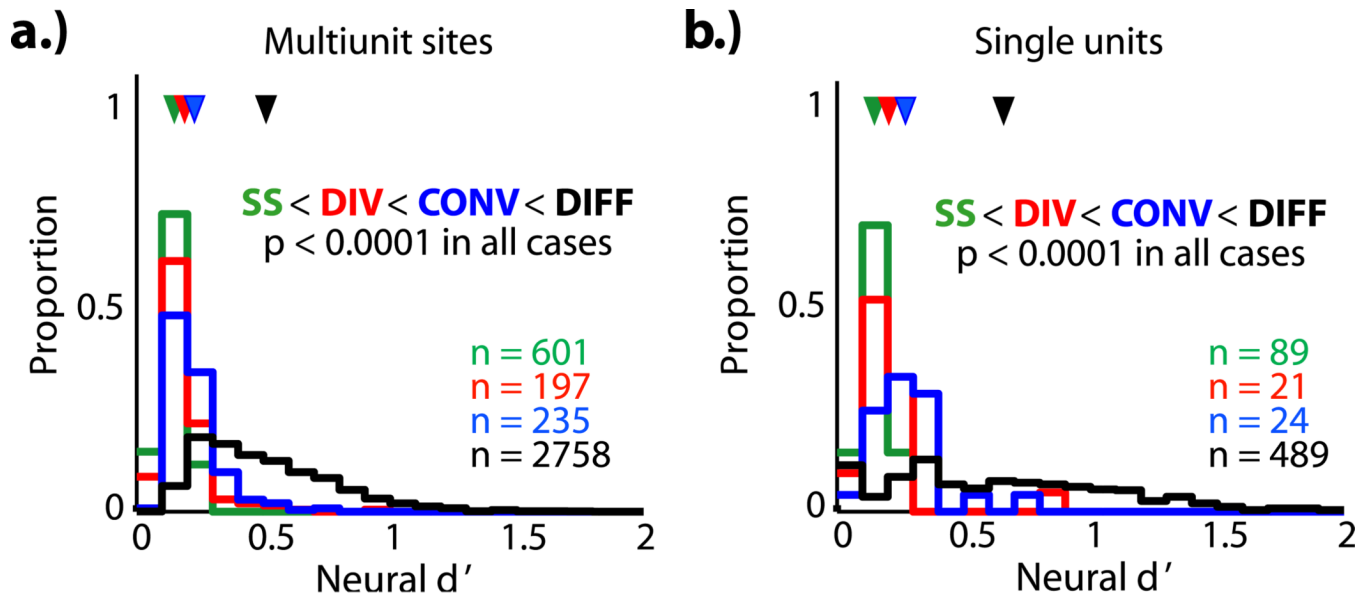 a.)
Multiunit sites
1
SS < DIV < CONV < DIFF
p < 0.0001 in all cases
Proportion
0.5
n = 601
n = 197
n = 235
n = 2758
0
0 0.5 1 1.5 2
Neural d′
b.)
Single units
1
SS < DIV < CONV < DIFF
p < 0.0001 in all cases
Proportion
0.5
n = 89
n = 21
n = 24
n = 489
0
0 0.5 1 1.5 2
Neural d′